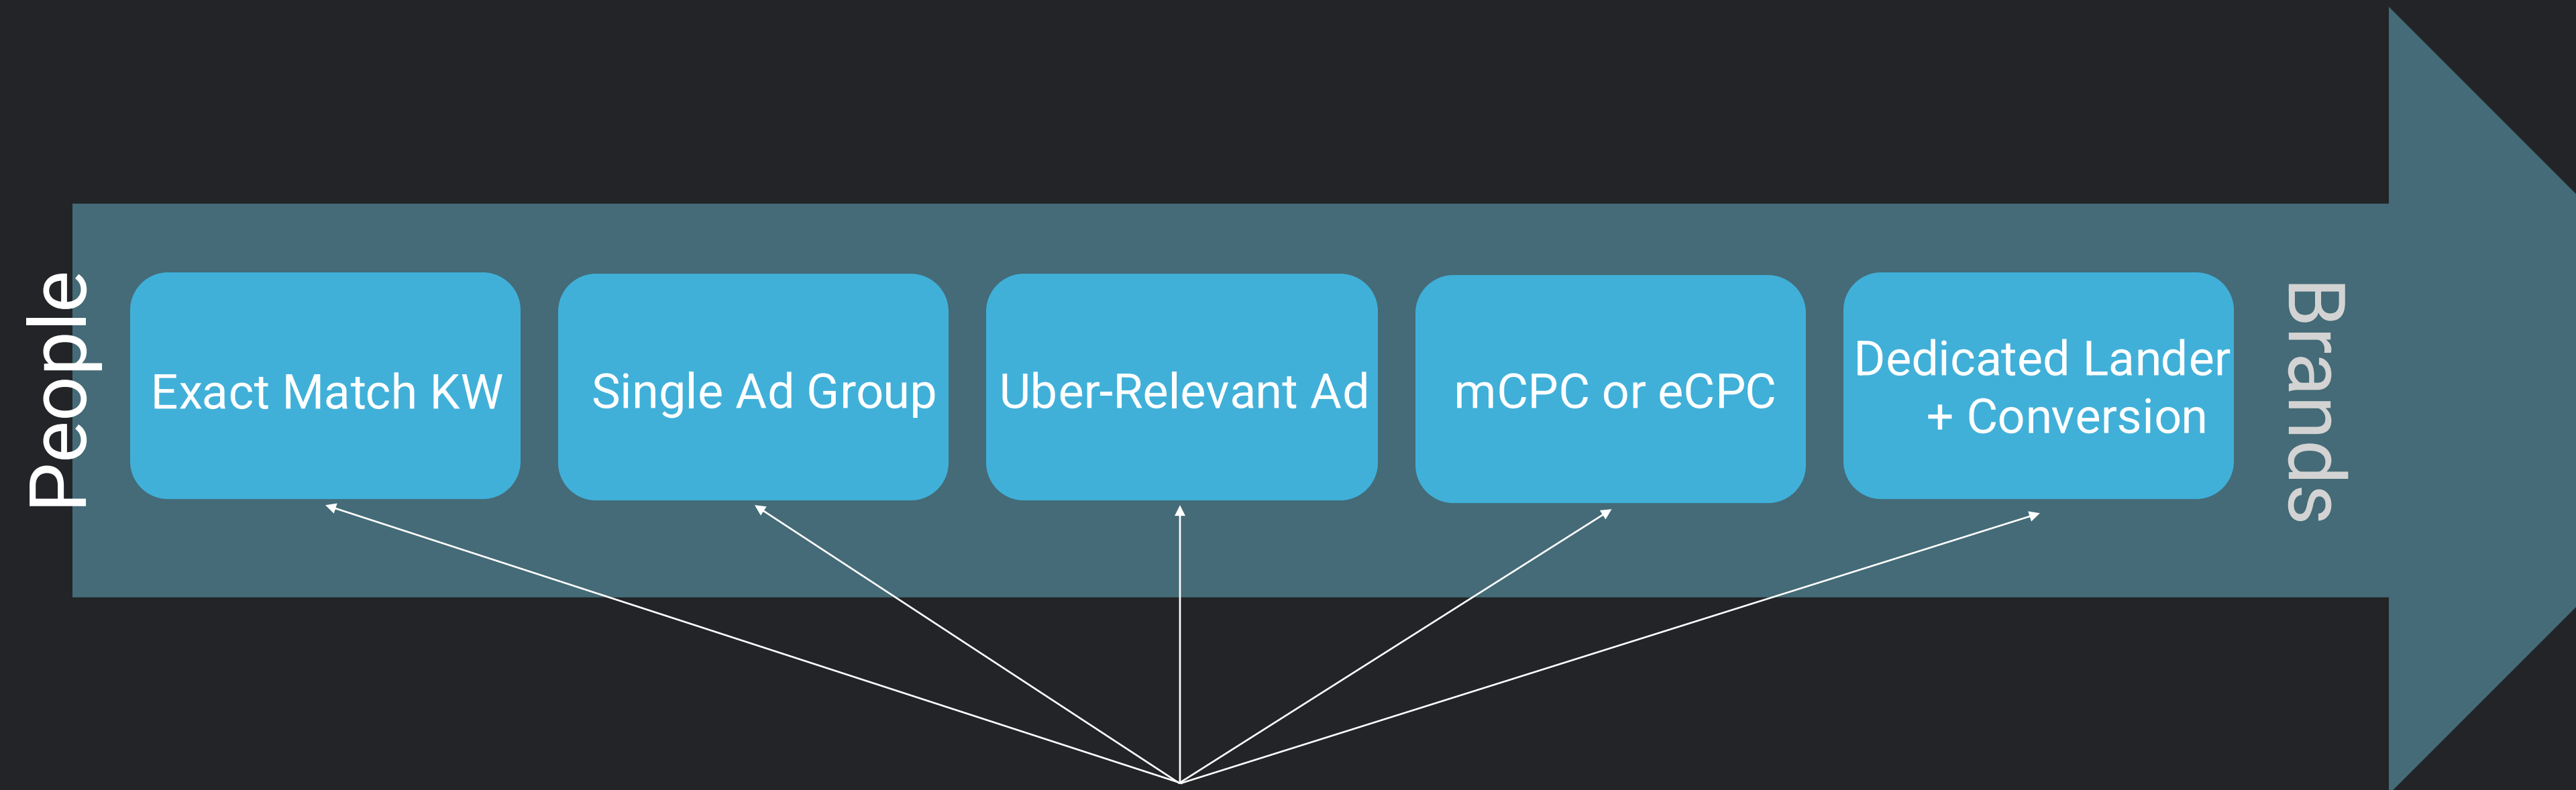 People
Exact Match KW
Single Ad Group
Uber-Relevant Ad
mCPC or eCPC
Dedicated Lander
+ Conversion
Brands